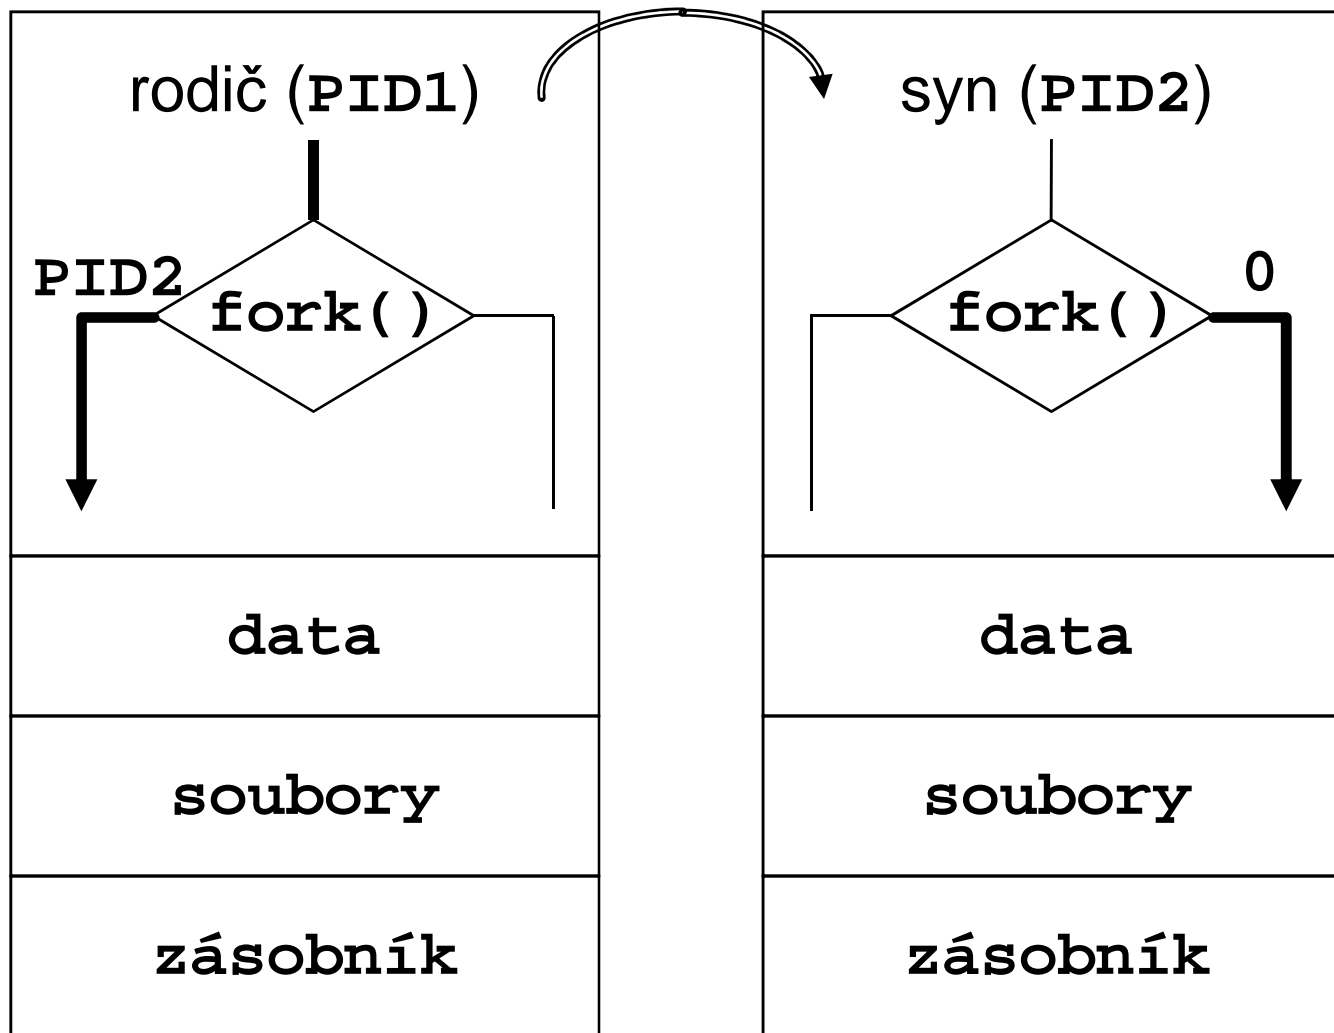 rodič (PID1)
PID2
fork()
data
soubory
zásobník
syn (PID2)
0
fork()
data
soubory
zásobník